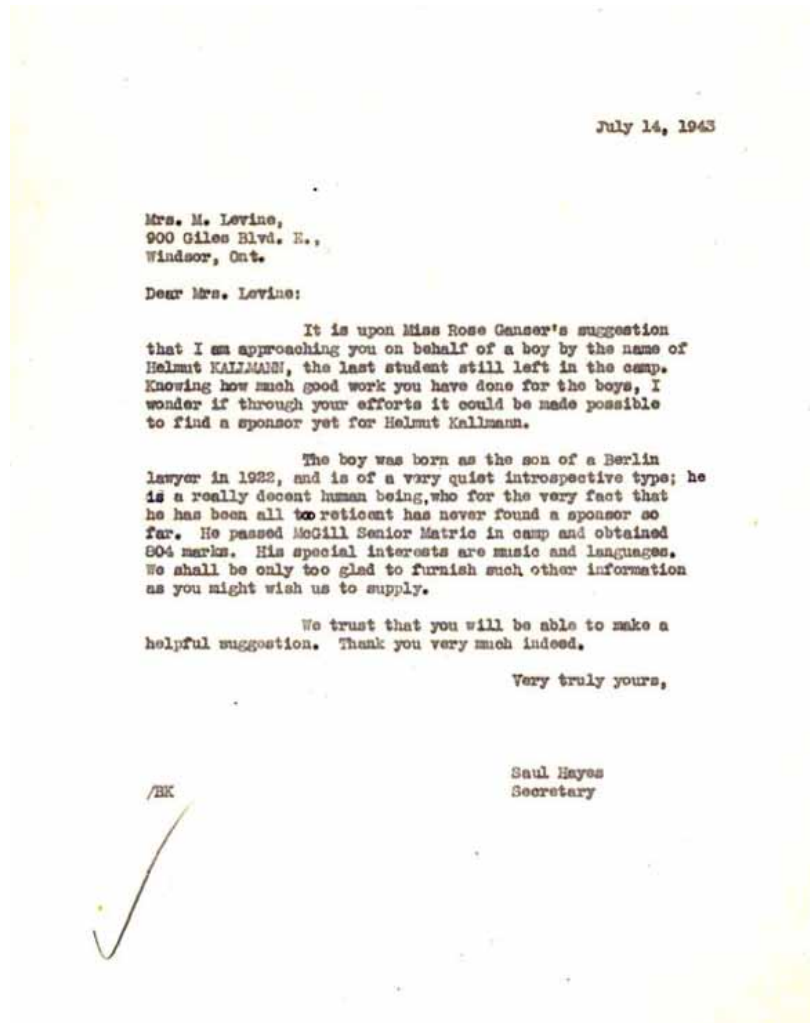 July 14, 1943
Mrs. M. Levine,
900 Giles Blvd. E.,
Windsor, Ont.
Dear Mrs. Levine:
It is upon Miss Rose Ganser's suggestion
that I am approaching you on behalf of a boy by the name of
Helmut KALLMANN, the last student still left in the camp.
Knowing how much good work you have done for the boys, I
wonder if through your efforts it could be made possible
to find a sponsor yet for Helmut Kallmann.
The boy was born as the son of a Berlin
lawyer in 1922, and is of a very quiet introspective type; he
is a really decent human being,who for the very fact that
he has been all too reticent has never found a sponsor so
far. He passed McGill Senior Matric in camp and obtained
804 marks. His special interests are music and languages.
We shall be only too glad to furnish such other information
as you might wish us to supply.
We trust that you will be able to make a
helpful suggestion. Thank you very much indeed.
Very truly yours,
Saul Hayes
/BK Secretary